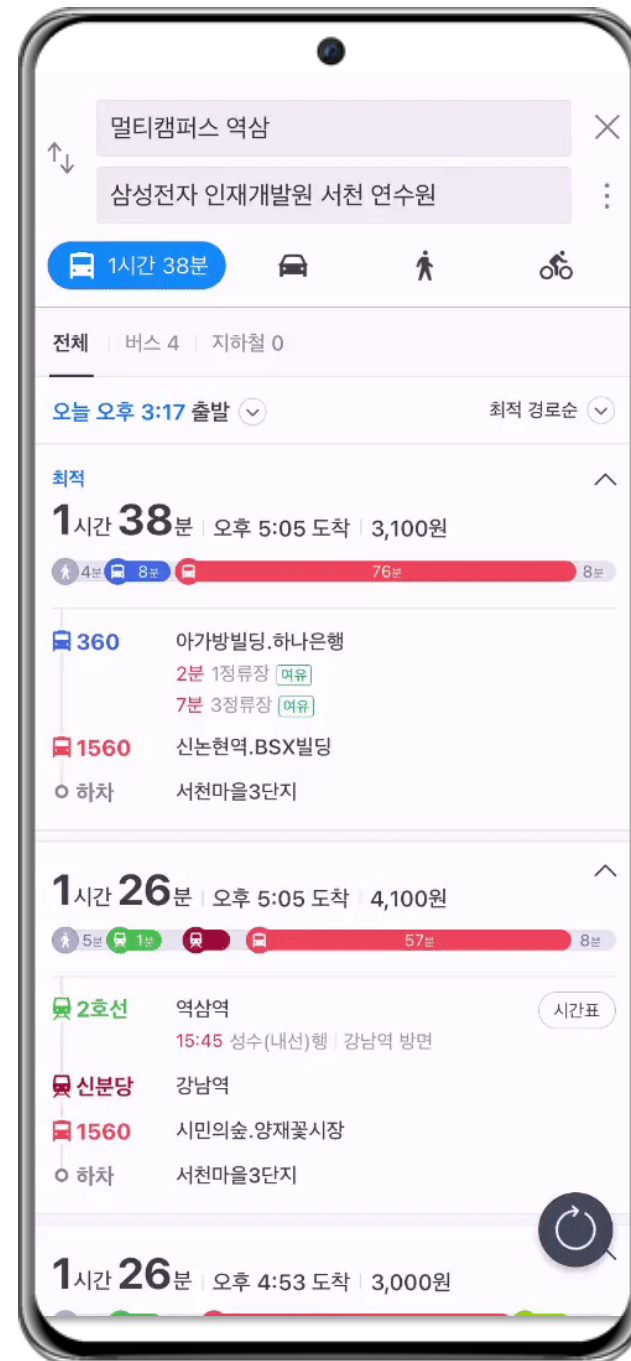 멀티캠퍼스 역삼
삼성전자 인재개발원 서천 연수원
1시간 38분
전체 버스 4 지하철 0
오늘 오후 3:17 출발 최적 경로순
최적
1시간 38분 오후 5:05 도착 3,100원
4분 8분 76분 8분
360 아가방빌딩.하나은행
2분 1정류장 여유
7분 3정류장 여유
1560 신논현역.BSX빌딩
하차 서천마을3단지
1시간 26분 오후 5:05 도착 4,100원
5분 1분 57분 8분
2호선 역삼역 시간표
15:45 성수(내선)행 강남역 방면
신분당 강남역
1560 시민의숲.양재꽃시장
하차 서천마을3단지
1시간 26분 오후 4:53 도착 3,000원